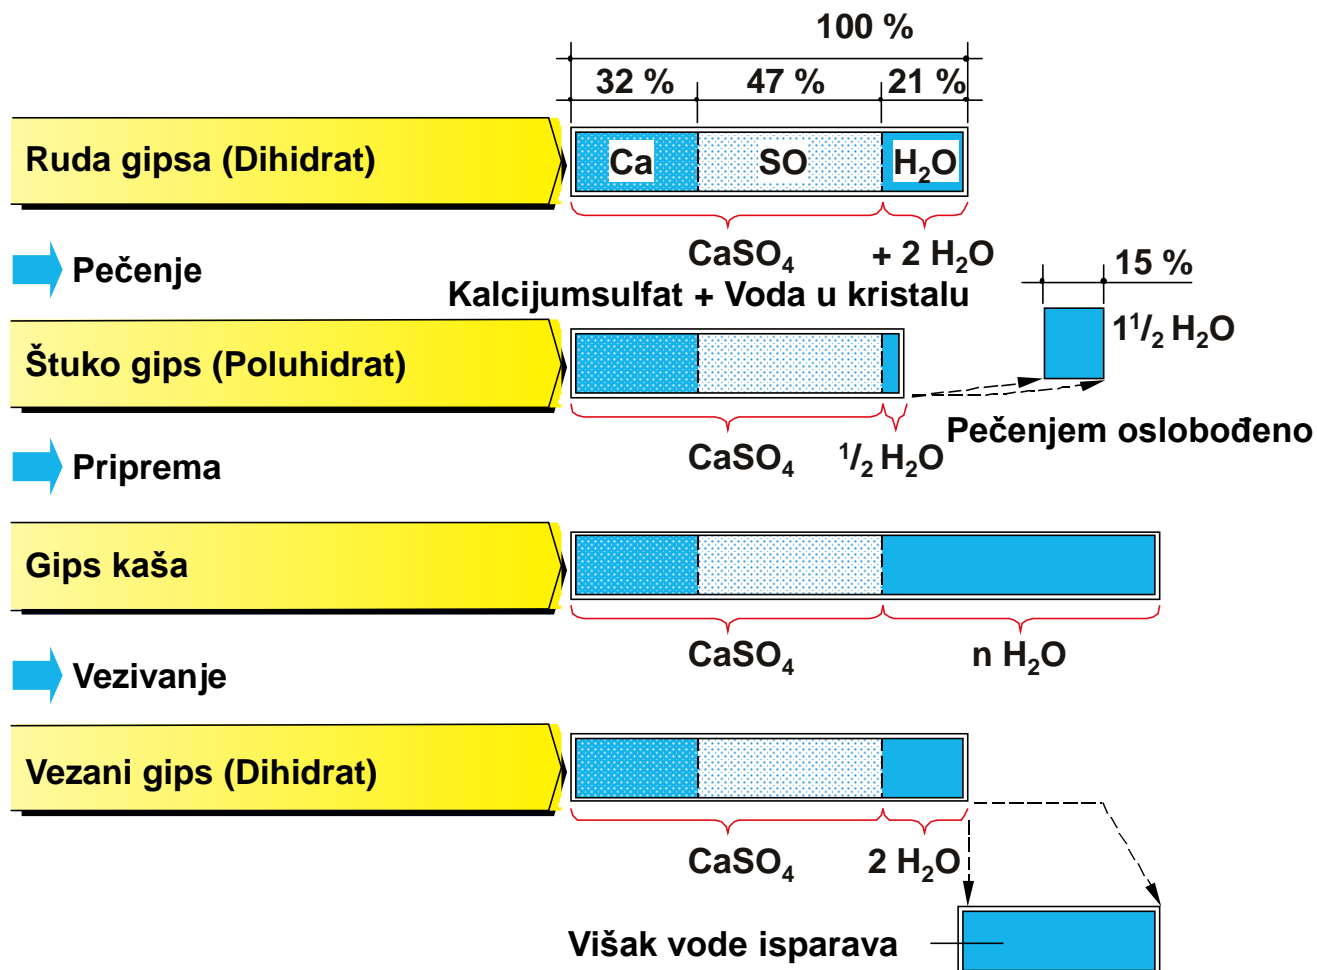 100 %
32 % 47 % 21 %
Ruda gipsa (Dihidrat) Ca SO H₂O
CaSO₄ + 2 H₂O
Pečenje
15 %
Kalcijumsulfat + Voda u kristalu
1¹/₂ H₂O
Štuko gips (Poluhidrat)
Pečenjem oslobođeno
CaSO₄ ¹/₂ H₂O
Priprema
Gips kaša
CaSO₄ n H₂O
Vezivanje
Vezani gips (Dihidrat)
CaSO₄ 2 H₂O
Višak vode isparava